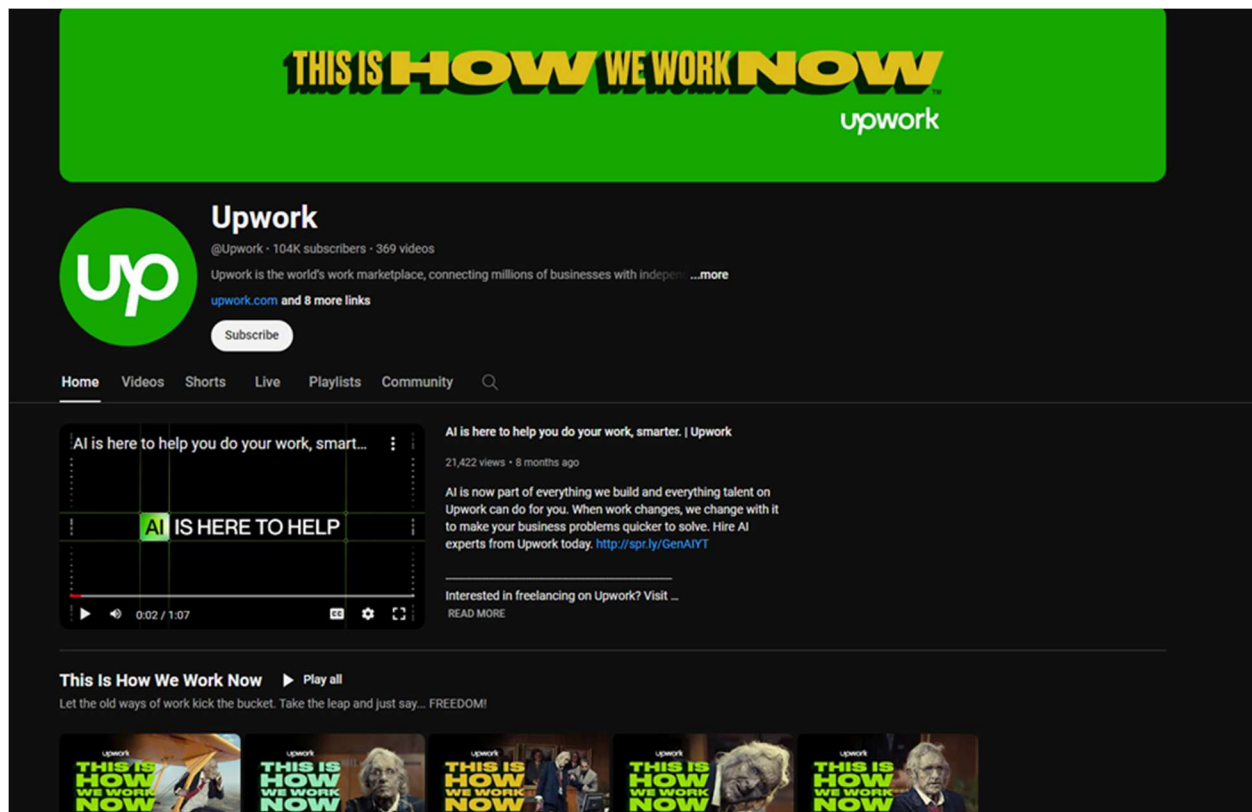 THIS IS HOW WE WORK NOW
TM
upwork
up
Upwork
@Upwork • 104K subscribers • 369 videos
Upwork is the world's work marketplace, connecting millions of businesses with indepen ...more
upwork.com and 8 more links
Subscribe
Home Videos Shorts Live Playlists Community
AI is here to help you do your work, smart...
AI IS HERE TO HELP
0:02 / 1:07
CC
AI is here to help you do your work, smarter. | Upwork
21,422 views • 8 months ago
AI is now part of everything we build and everything talent on
Upwork can do for you. When work changes, we change with it
to make your business problems quicker to solve. Hire AI
experts from Upwork today. http://spr.ly/GenAIYT
Interested in freelancing on Upwork? Visit ...
READ MORE
This Is How We Work Now Play all
Let the old ways of work kick the bucket. Take the leap and just say... FREEDOM!
upwork
THIS IS
HOW
WE WORK
NOW
upwork
THIS IS
HOW
WE WORK
NOW
upwork
THIS IS
HOW
WE WORK
NOW
upwork
THIS IS
HOW
WE WORK
NOW
upwork
THIS IS
HOW
WE WORK
NOW